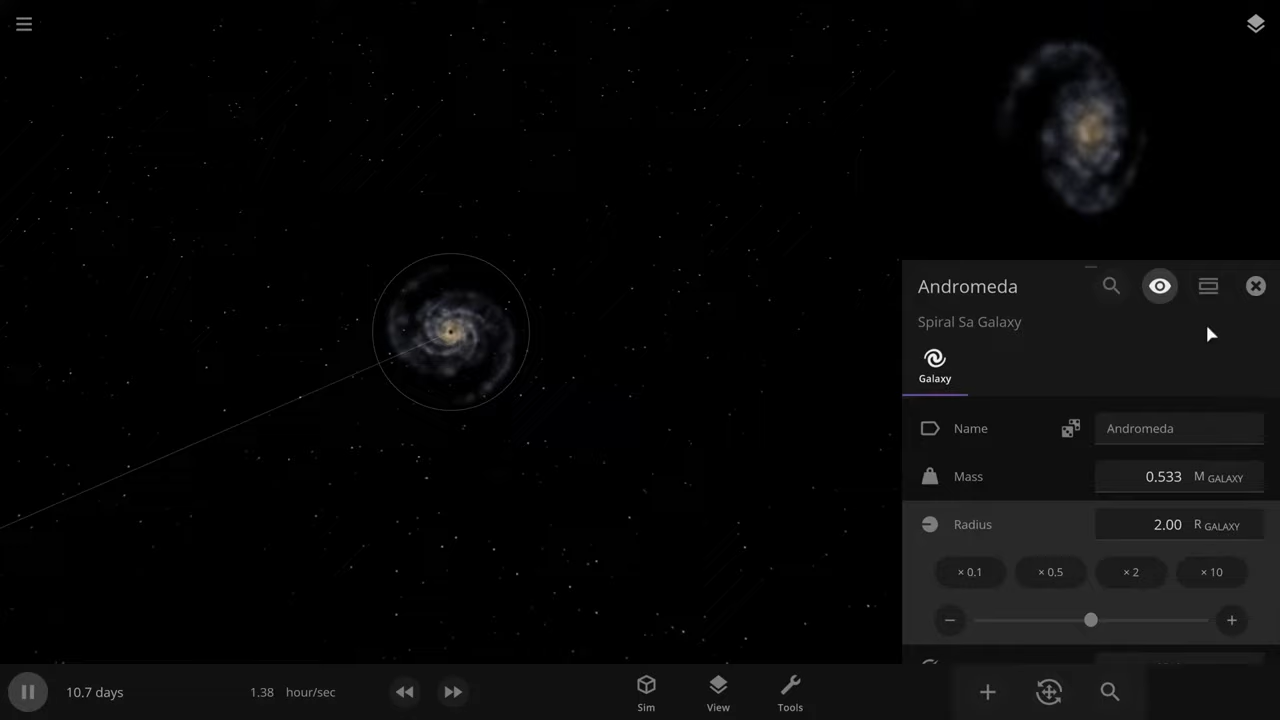 Andromeda
Spiral Sa Galaxy
Galaxy
Name Andromeda
Mass 0.533 M GALAXY
Radius 2.00 R GALAXY
× 0.1 × 0.5 × 2 × 10
10.7 days 1.38 hour/sec Sim View Tools